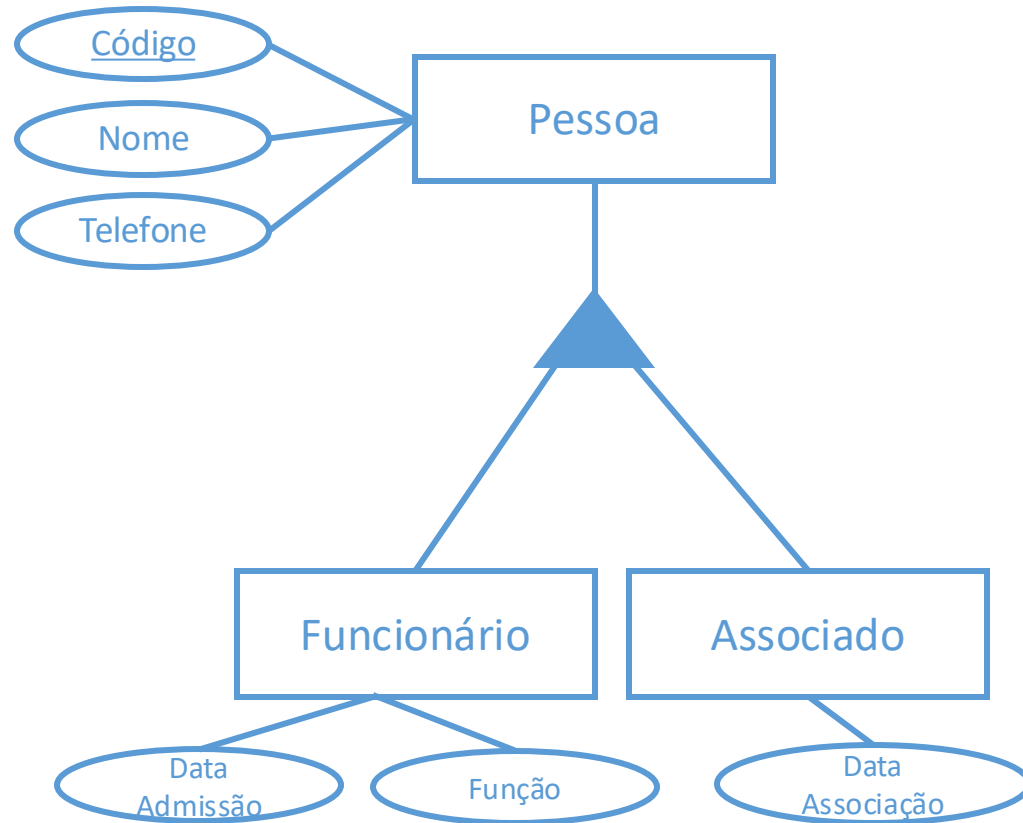 Código
Pessoa
Nome
Telefone
Funcionário
Associado
Data
Admissão
Função
Data
Associação